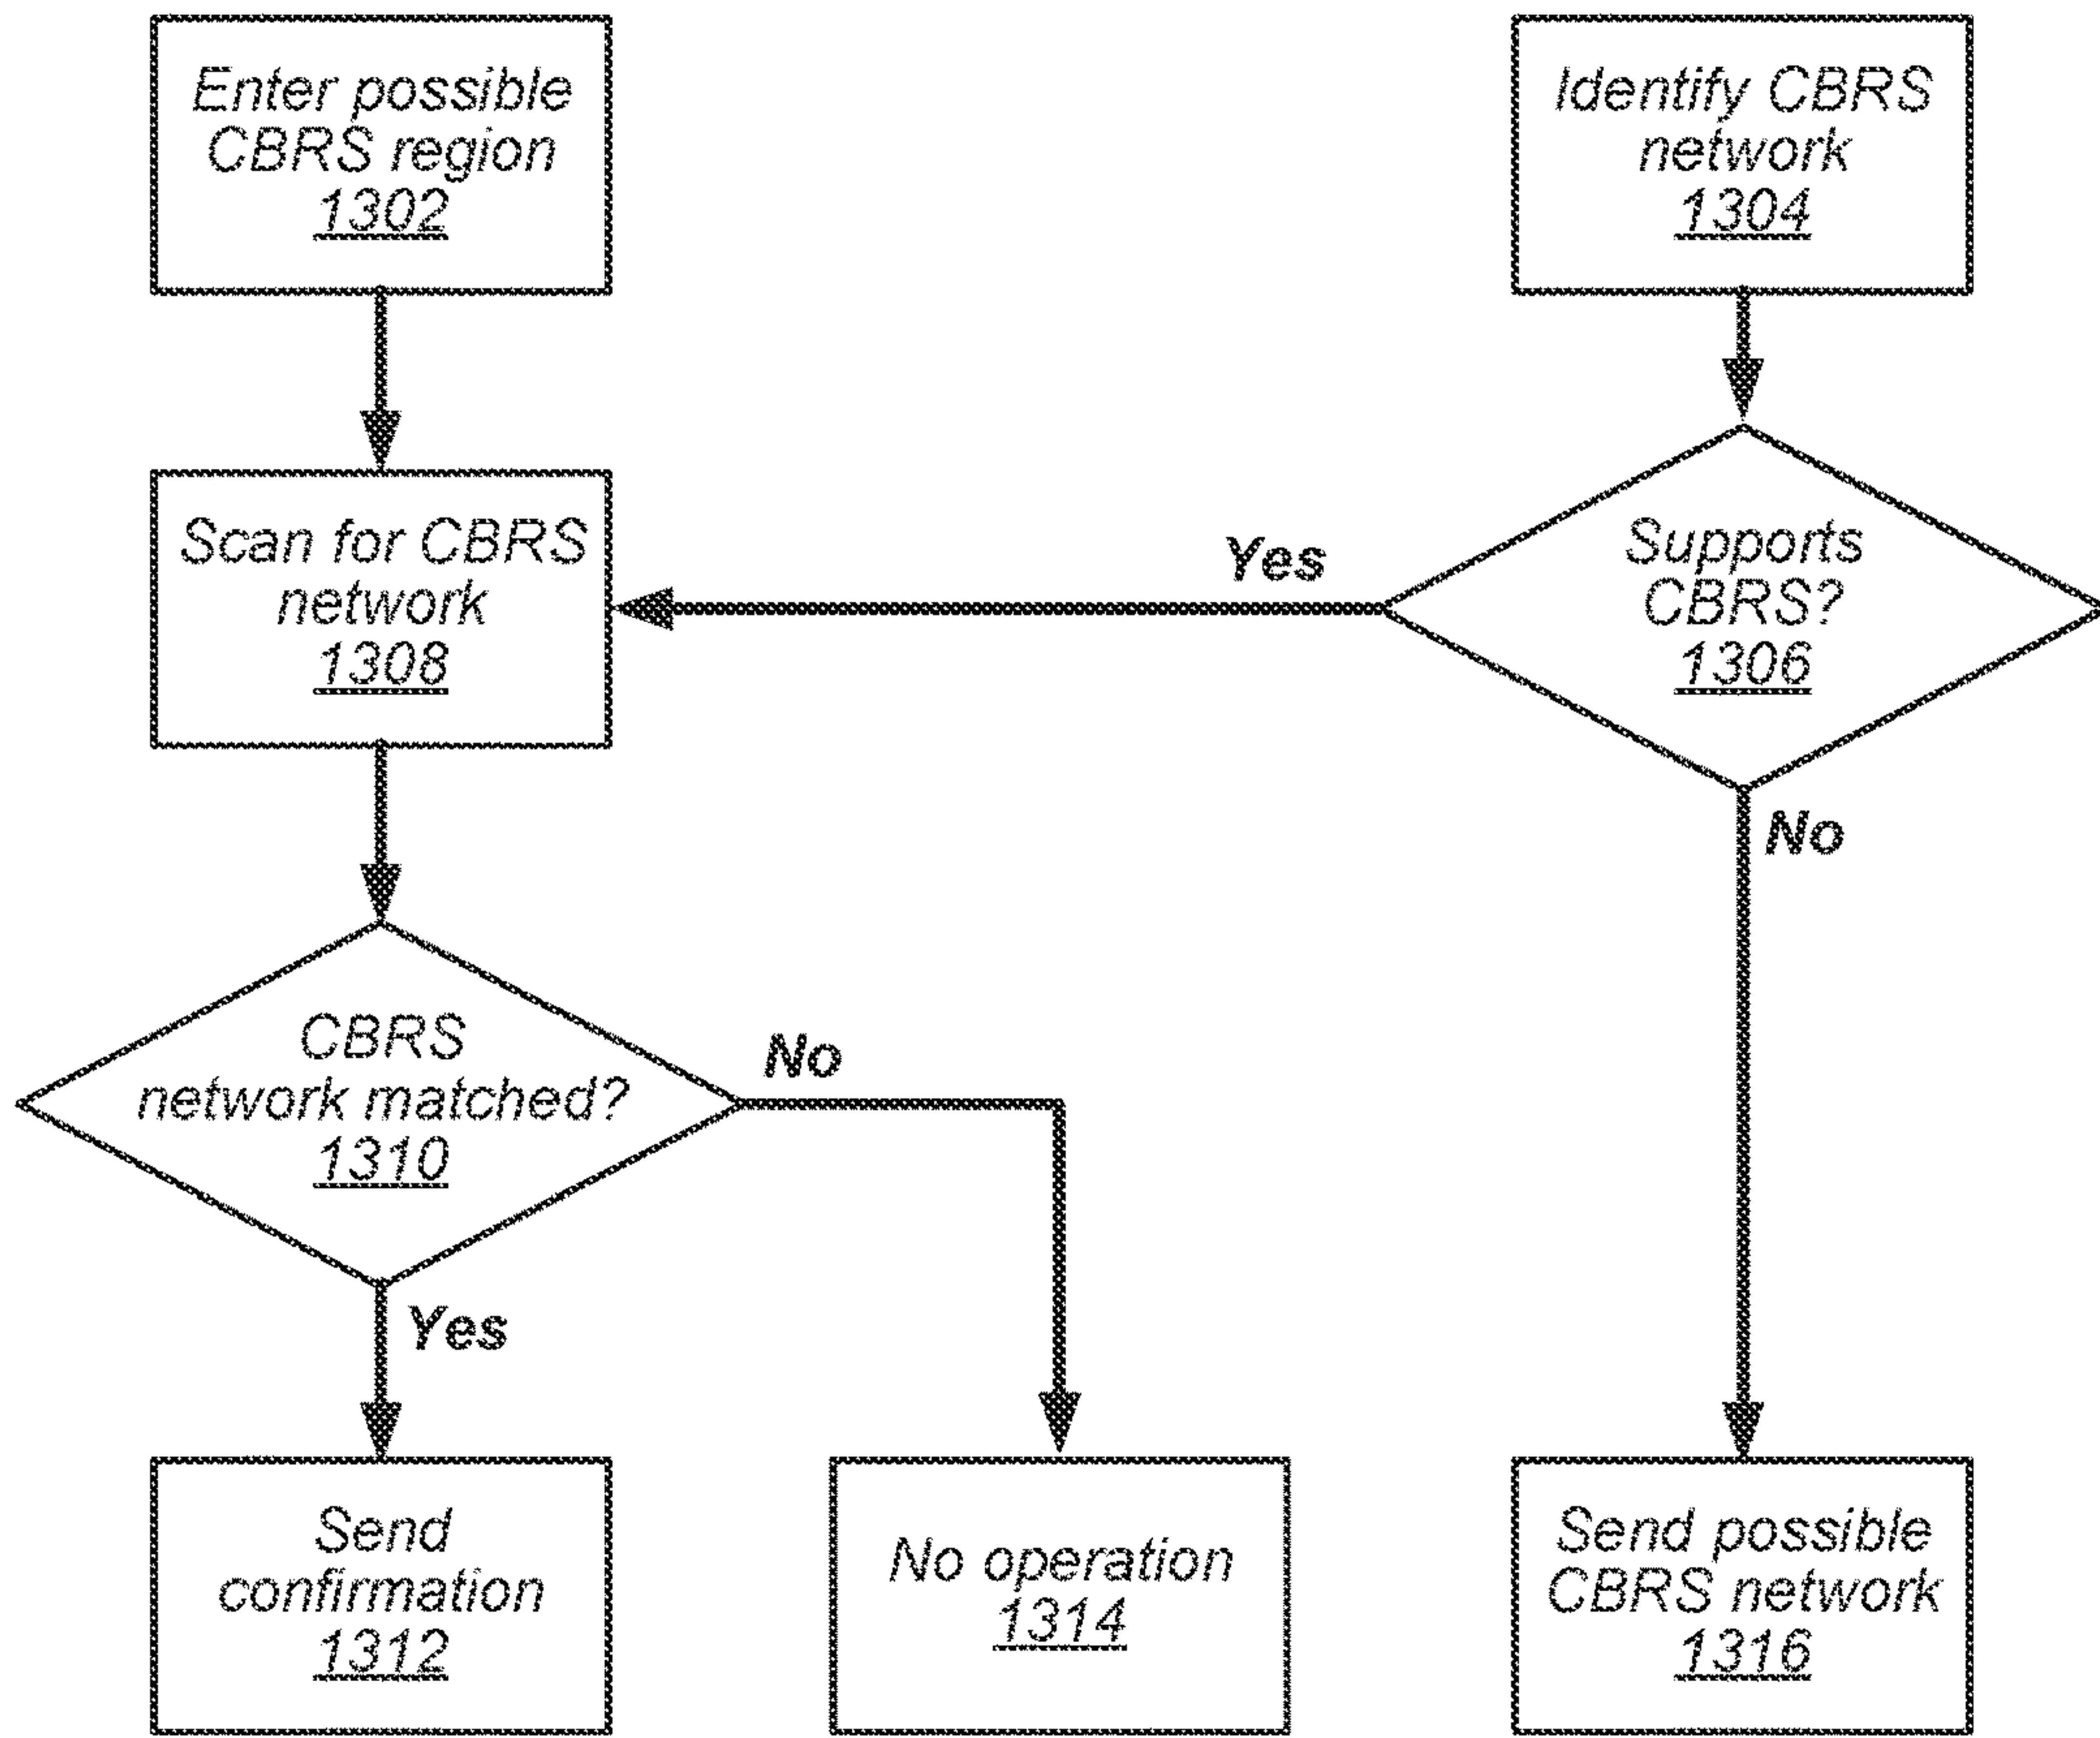 Enter possible
CBRS region
1302
Identify CBRS
network
1304
Scan for CBRS
network
1308
Yes
Supports
CBRS?
1306
No
CBRS
network matched?
1310
No
Yes
Send
confirmation
1312
No operation
1314
Send possible
CBRS network
1316